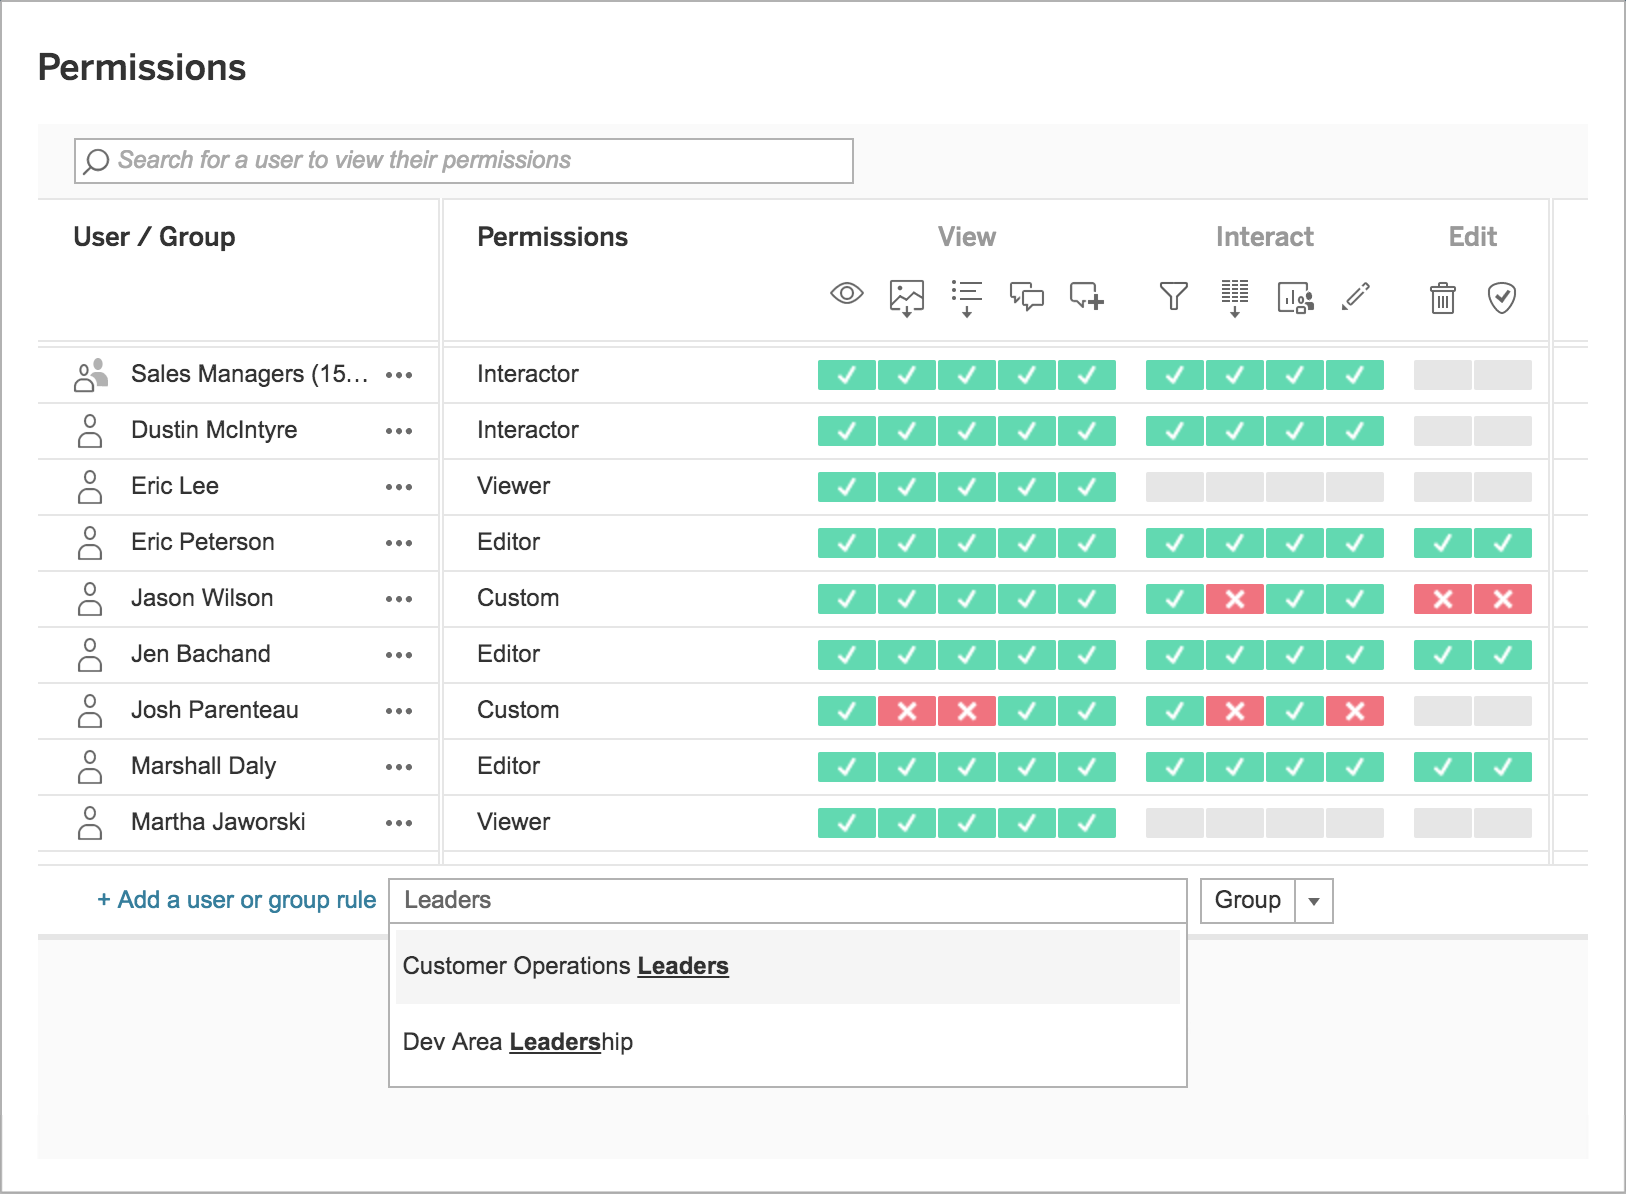 Permissions
Search for a user to view their permissions
User / Group Permissions View Interact Edit
Sales Managers (15... Interactor
Dustin McIntyre Interactor
Eric Lee Viewer
Eric Peterson Editor
Jason Wilson Custom
Jen Bachand Editor
Josh Parenteau Custom
Marshall Daly Editor
Martha Jaworski Viewer
+ Add a user or group rule Leaders Group
Customer Operations Leaders
Dev Area Leadership